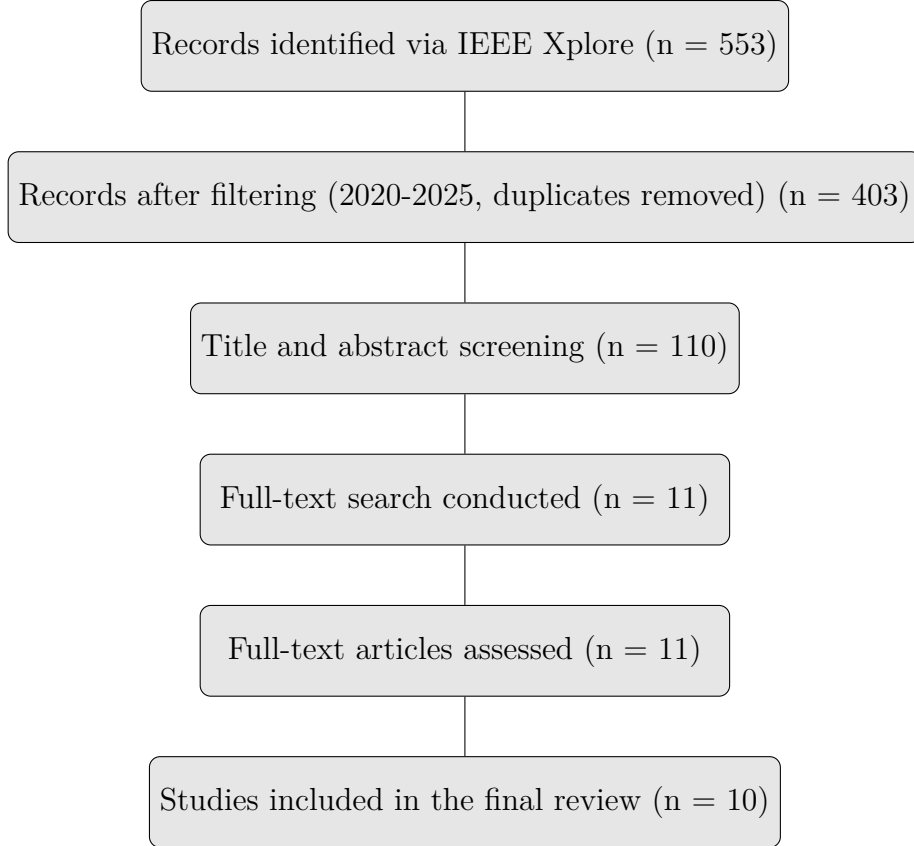 Records identified via IEEE Xplore (n = 553)
Records after filtering (2020-2025, duplicates removed) (n = 403)
Title and abstract screening (n = 110)
Full-text search conducted (n = 11)
Full-text articles assessed (n = 11)
Studies included in the final review (n = 10)